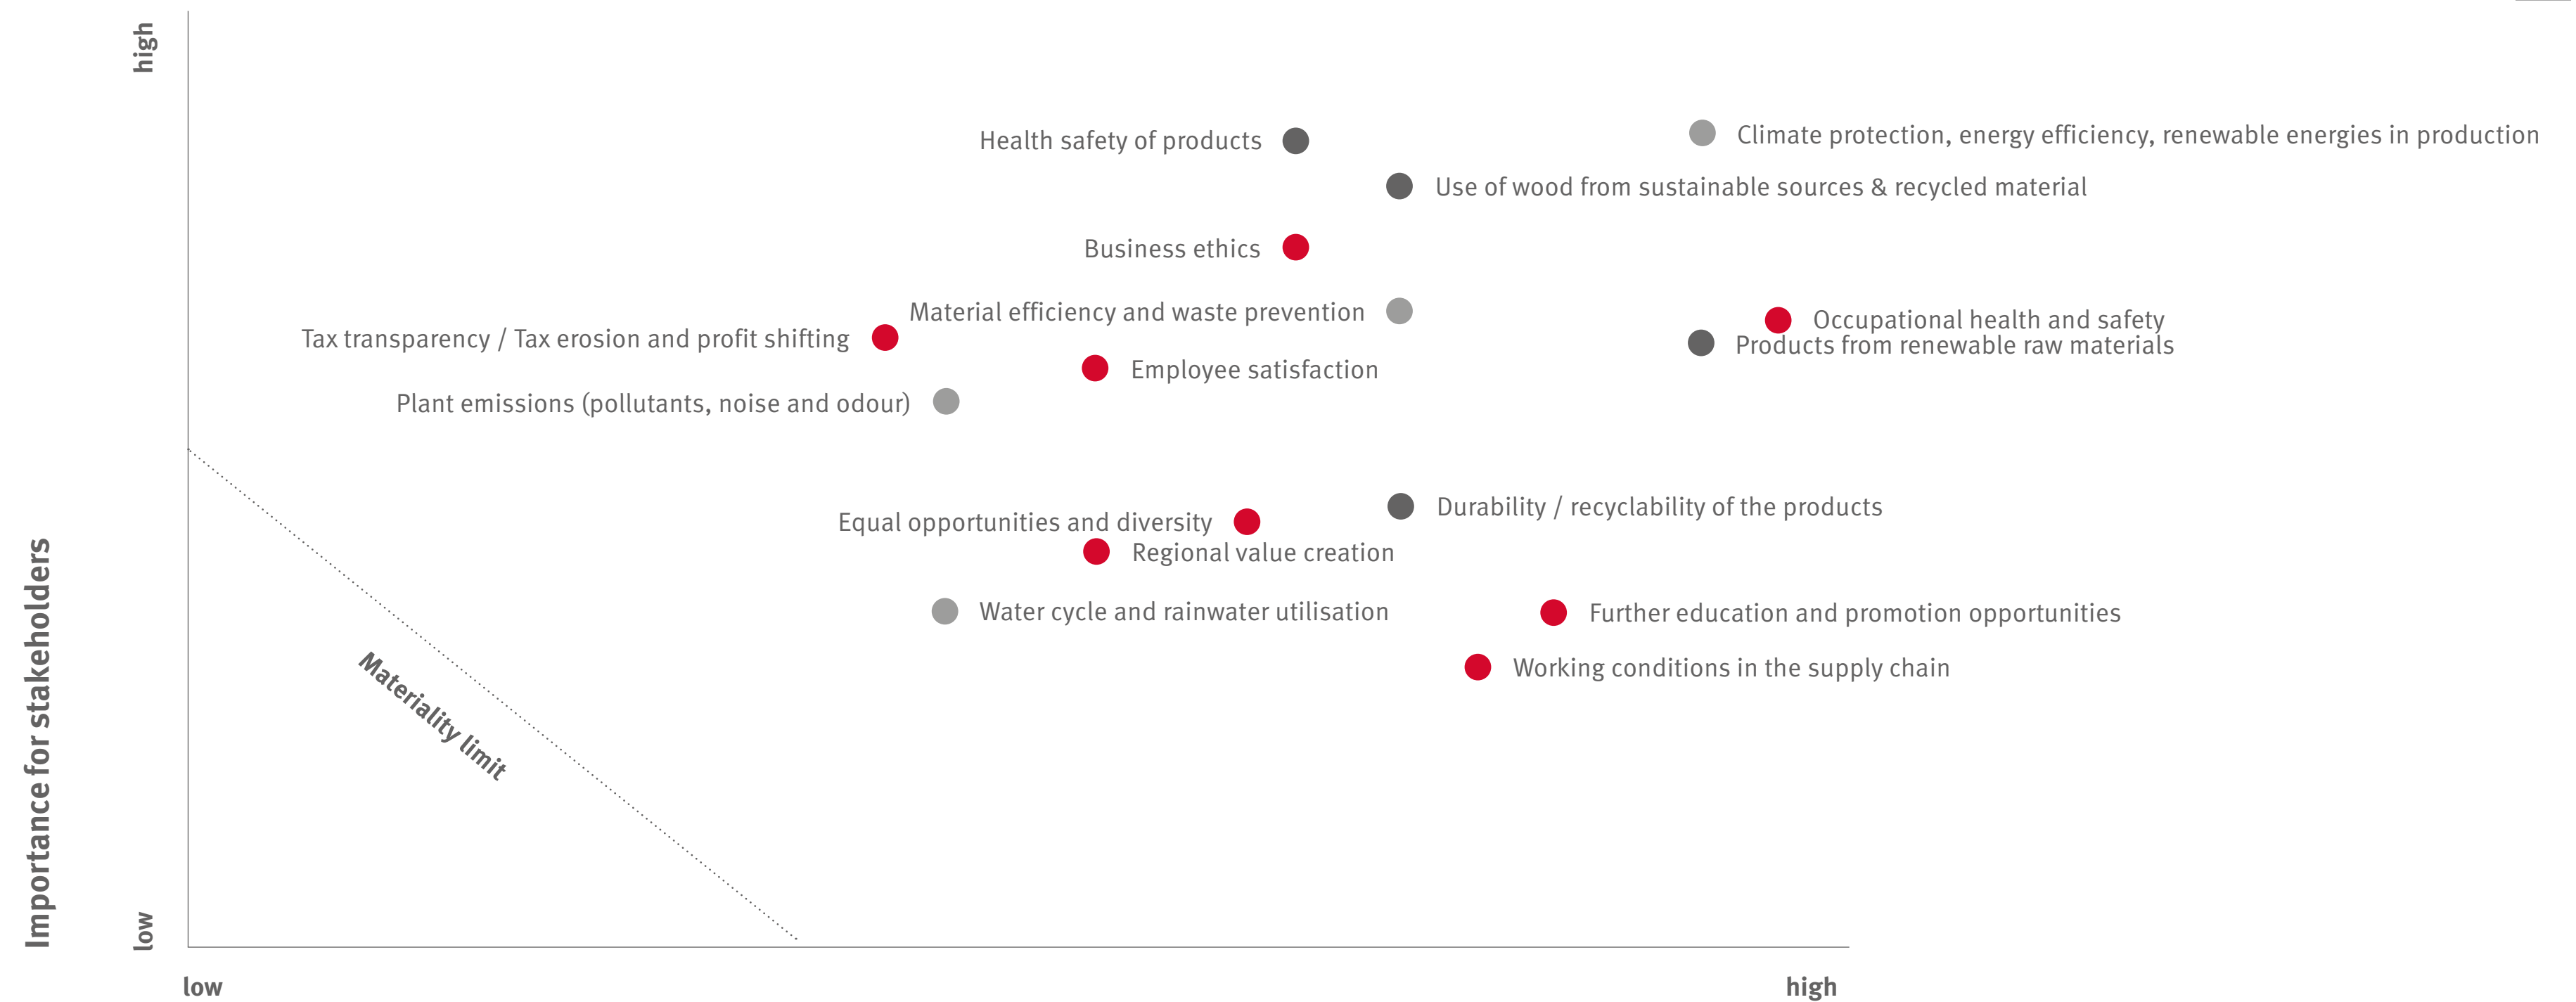 high
Health safety of products
Climate protection, energy efficiency, renewable energies in production
Use of wood from sustainable sources & recycled material
Business ethics
Material efficiency and waste prevention
Occupational health and safety
Tax transparency / Tax erosion and profit shifting
Products from renewable raw materials
Employee satisfaction
Plant emissions (pollutants, noise and odour)
Durability / recyclability of the products
Equal opportunities and diversity
Regional value creation
Water cycle and rainwater utilisation
Further education and promotion opportunities
Working conditions in the supply chain
Materiality limit
Importance for stakeholders
low
low
high